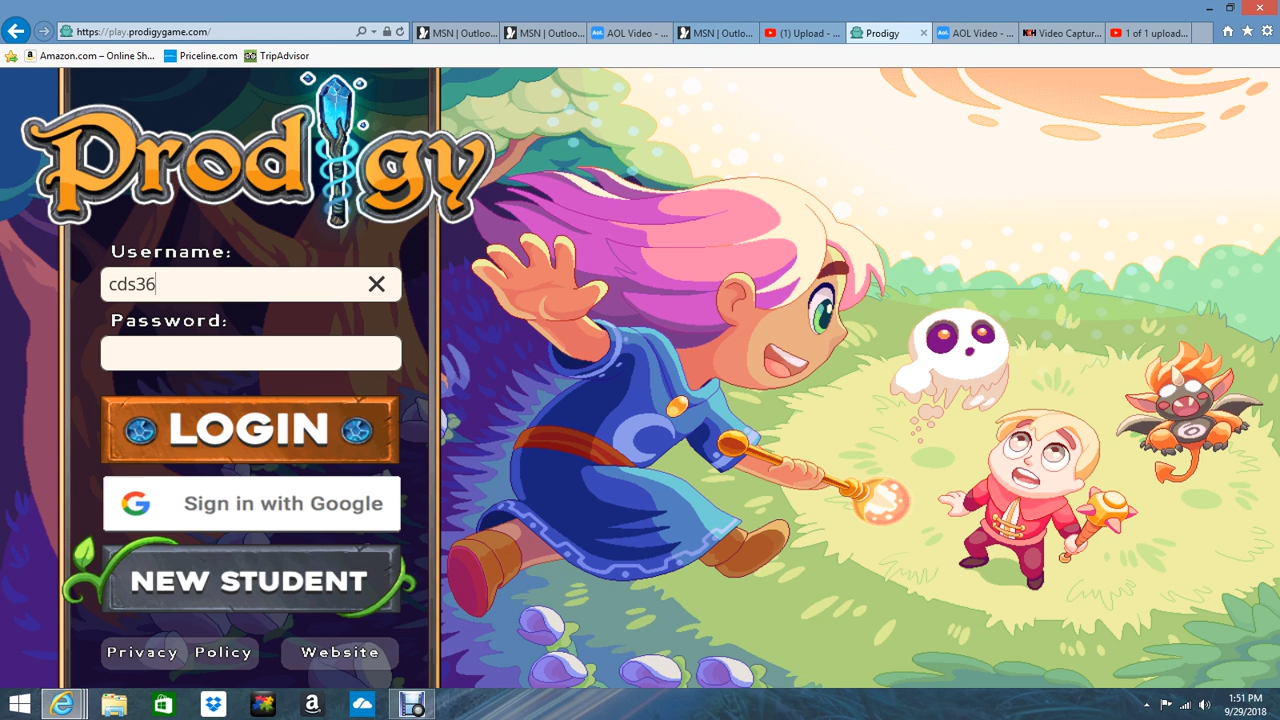 https://play.prodigygame.com/
MSN | Outloo...
MSN | Outloo...
AOL Video - ...
MSN | Outlo...
(1) Upload - ...
Prodigy
AOL Video - ...
Video Captur...
1 of 1 upload...
Amazon.com – Online Sh...
Priceline.com
TripAdvisor
Prodigy
Username:
cds36
Password:
LOGIN
Sign in with Google
NEW STUDENT
Privacy Policy
Website
1:51 PM
9/29/2018